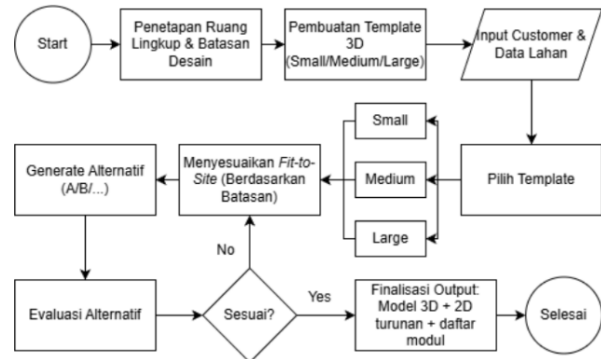 Start
Penetapan Ruang
Lingkup & Batasan
Desain
Pembuatan Template
3D
(Small/Medium/Large)
Input Customer &
Data Lahan
Small
Medium
Large
Pilih Template
Menyesuaikan Fit-to-
Site (Berdasarkan
Batasan)
Generate Alternatif
(A/B/...)
Evaluasi Alternatif
Sesuai?
No
Yes
Finalisasi Output:
Model 3D + 2D
turunan + daftar
modul
Selesai